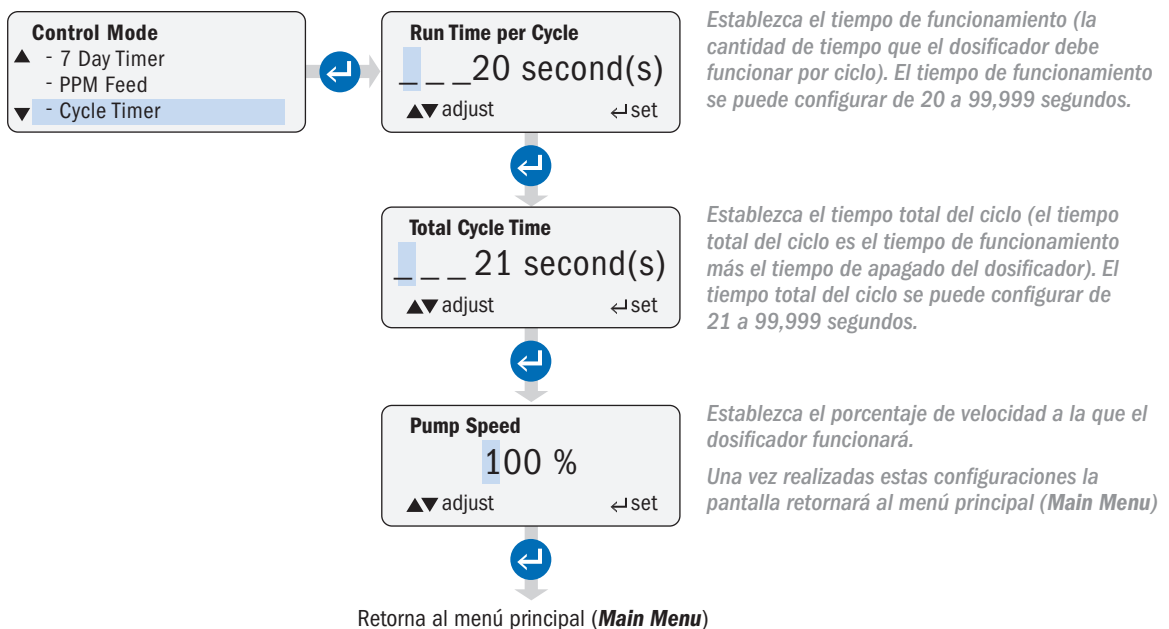 Control Mode
▲ - 7 Day Timer
- PPM Feed
▼ - Cycle Timer
Run Time per Cycle
_ _ _20 second(s)
▲▼ adjust ↵ set
Establezca el tiempo de funcionamiento (la
cantidad de tiempo que el dosificador debe
funcionar por ciclo). El tiempo de funcionamiento
se puede configurar de 20 a 99,999 segundos.
Total Cycle Time
_ _ _ 21 second(s)
▲▼ adjust ↵ set
Establezca el tiempo total del ciclo (el tiempo
total del ciclo es el tiempo de funcionamiento
más el tiempo de apagado del dosificador). El
tiempo total del ciclo se puede configurar de
21 a 99,999 segundos.
Pump Speed
100 %
▲▼ adjust ↵ set
Establezca el porcentaje de velocidad a la que el
dosificador funcionará.
Una vez realizadas estas configuraciones la
pantalla retornará al menú principal (Main Menu)
Retorna al menú principal (Main Menu)